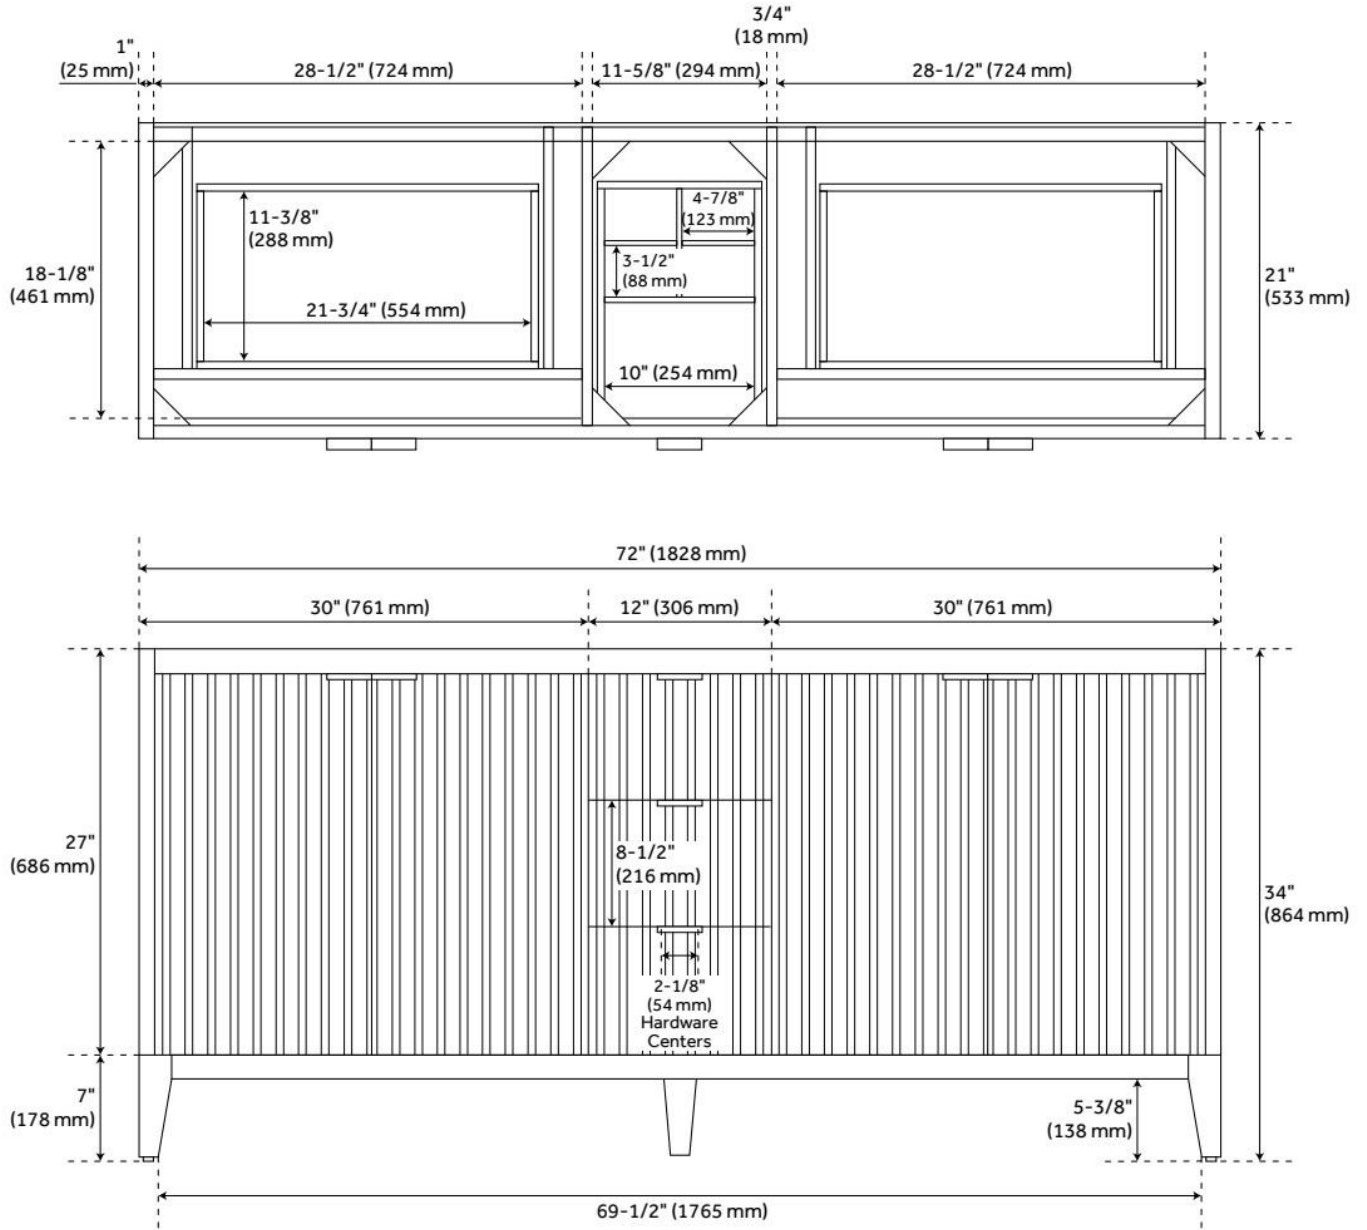 3/4"
(18 mm)
1"
(25 mm)
28-1/2" (724 mm)
11-5/8" (294 mm)
28-1/2" (724 mm)
4-7/8"
(123 mm)
11-3/8"
(288 mm)
3-1/2"
(88 mm)
18-1/8"
(461 mm)
21"
(533 mm)
21-3/4" (554 mm)
10" (254 mm)
72" (1828 mm)
30" (761 mm)
12" (306 mm)
30" (761 mm)
27"
(686 mm)
8-1/2"
(216 mm)
34"
(864 mm)
2-1/8"
(54 mm)
Hardware
Centers
7"
(178 mm)
5-3/8"
(138 mm)
69-1/2" (1765 mm)